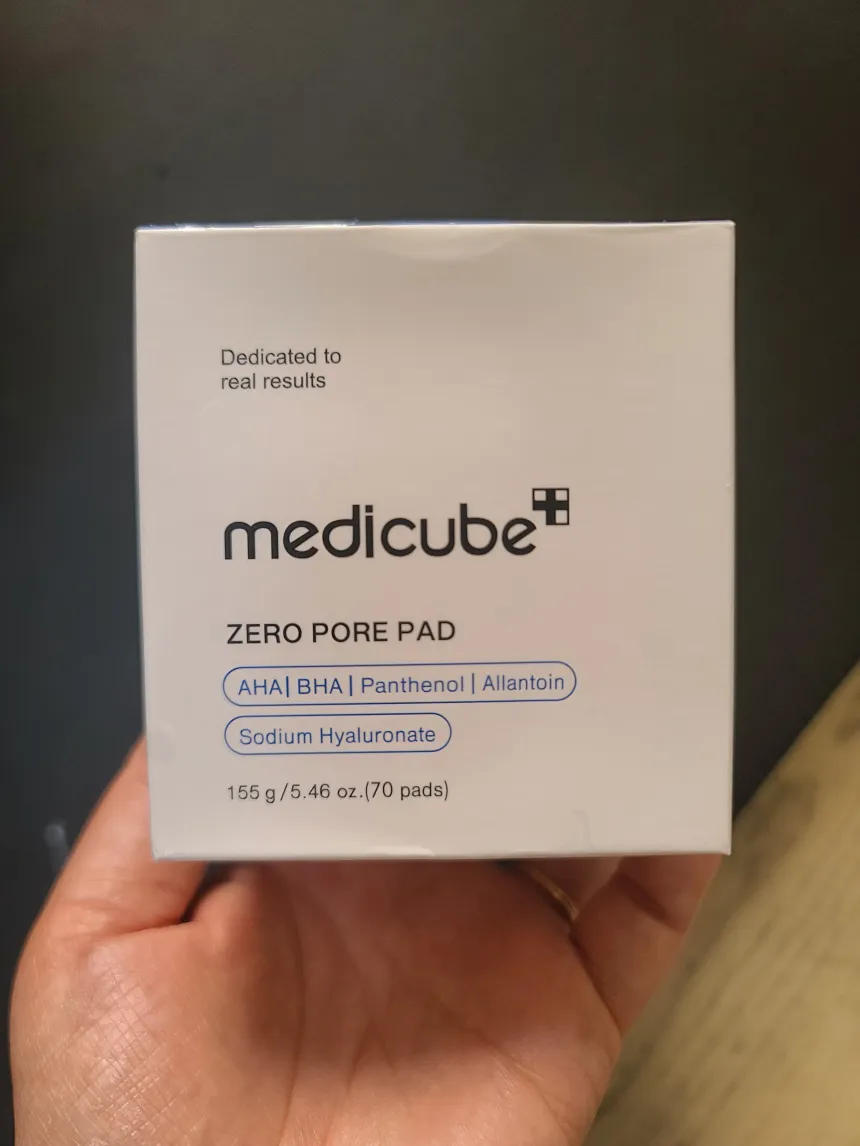 Dedicated to
real results
medicube
ZERO PORE PAD
AHA| BHA | Panthenol | Allantoin
Sodium Hyaluronate
155 g / 5.46 oz.(70 pads)